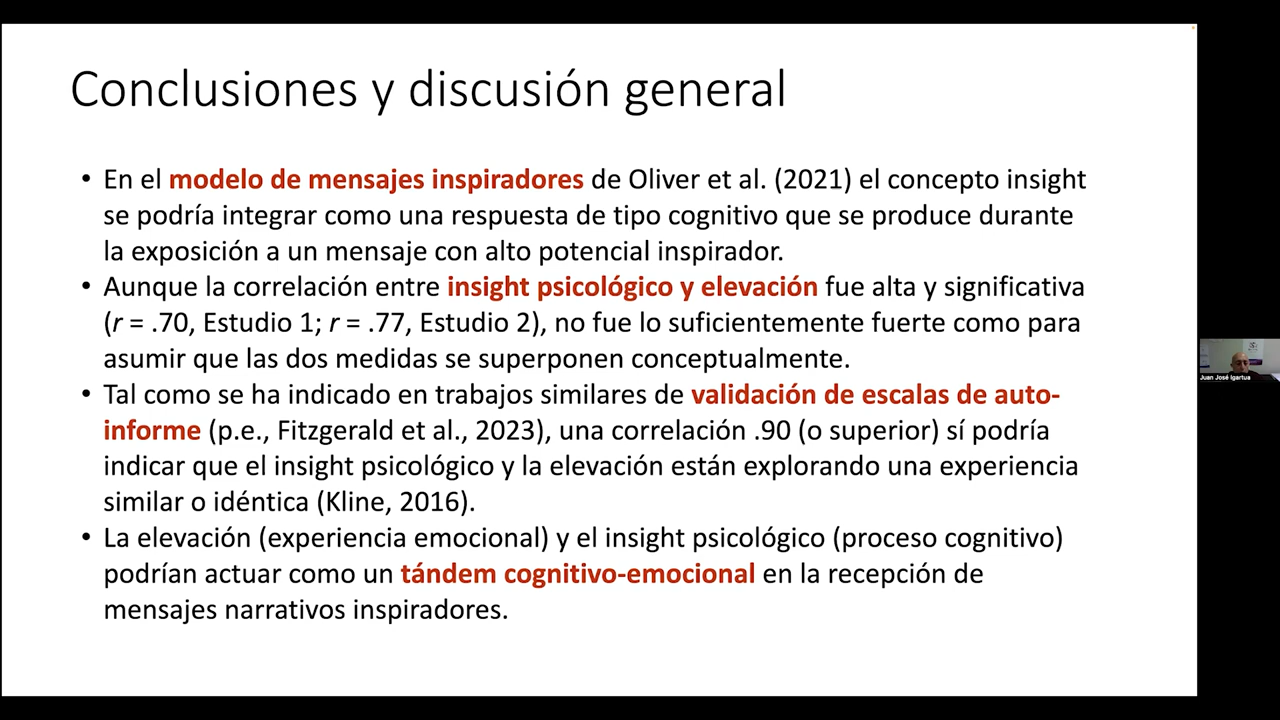 Conclusiones y discusión general
• En el modelo de mensajes inspiradores de Oliver et al. (2021) el concepto insight
se podría integrar como una respuesta de tipo cognitivo que se produce durante
la exposición a un mensaje con alto potencial inspirador.
• Aunque la correlación entre insight psicológico y elevación fue alta y significativa
(r = .70, Estudio 1; r = .77, Estudio 2), no fue lo suficientemente fuerte como para
asumir que las dos medidas se superponen conceptualmente.
• Tal como se ha indicado en trabajos similares de validación de escalas de auto-
informe (p.e., Fitzgerald et al., 2023), una correlación .90 (o superior) sí podría
indicar que el insight psicológico y la elevación están explorando una experiencia
similar o idéntica (Kline, 2016).
• La elevación (experiencia emocional) y el insight psicológico (proceso cognitivo)
podrían actuar como un tándem cognitivo-emocional en la recepción de
mensajes narrativos inspiradores.
Juan José Igartua